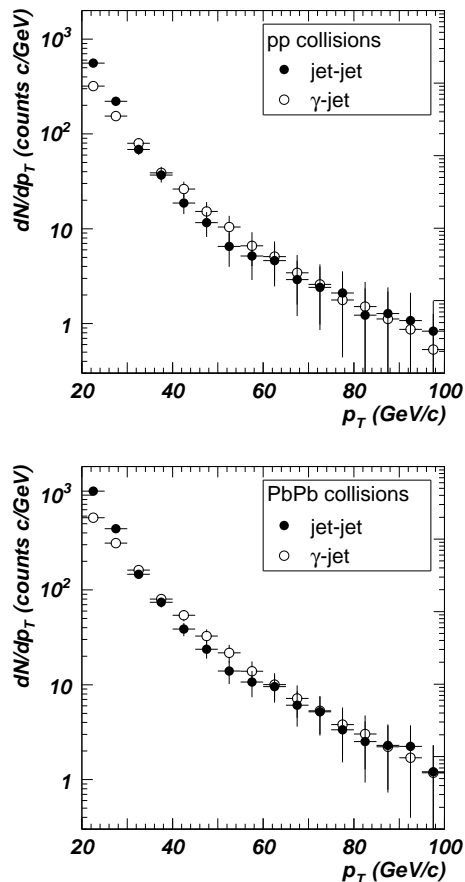 dN/dp_T (counts c/GeV)
10³
10²
10
1
pp collisions
jet-jet
γ-jet
20 40 60 80 100
p_T (GeV/c)
dN/dp_T (counts c/GeV)
10³
10²
10
1
PbPb collisions
jet-jet
γ-jet
20 40 60 80 100
p_T (GeV/c)